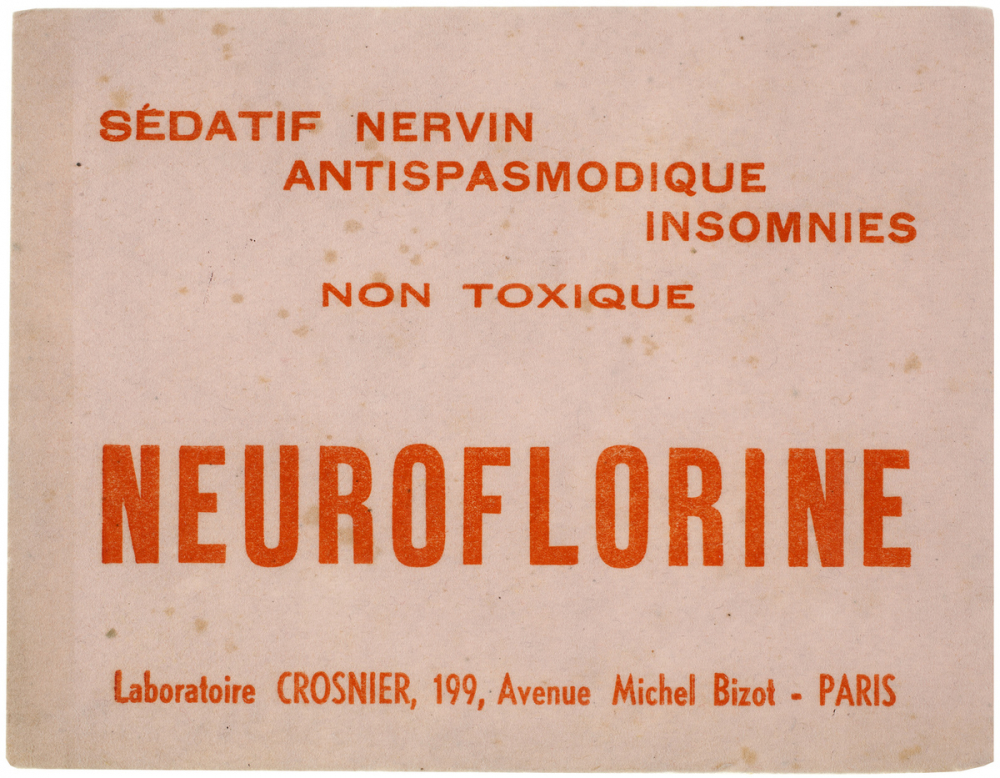 SÉDATIF NERVIN
ANTISPASMODIQUE
INSOMNIES
NON TOXIQUE
NEUROFLORINE
Laboratoire CROSNIER, 199, Avenue Michel Bizot - PARIS